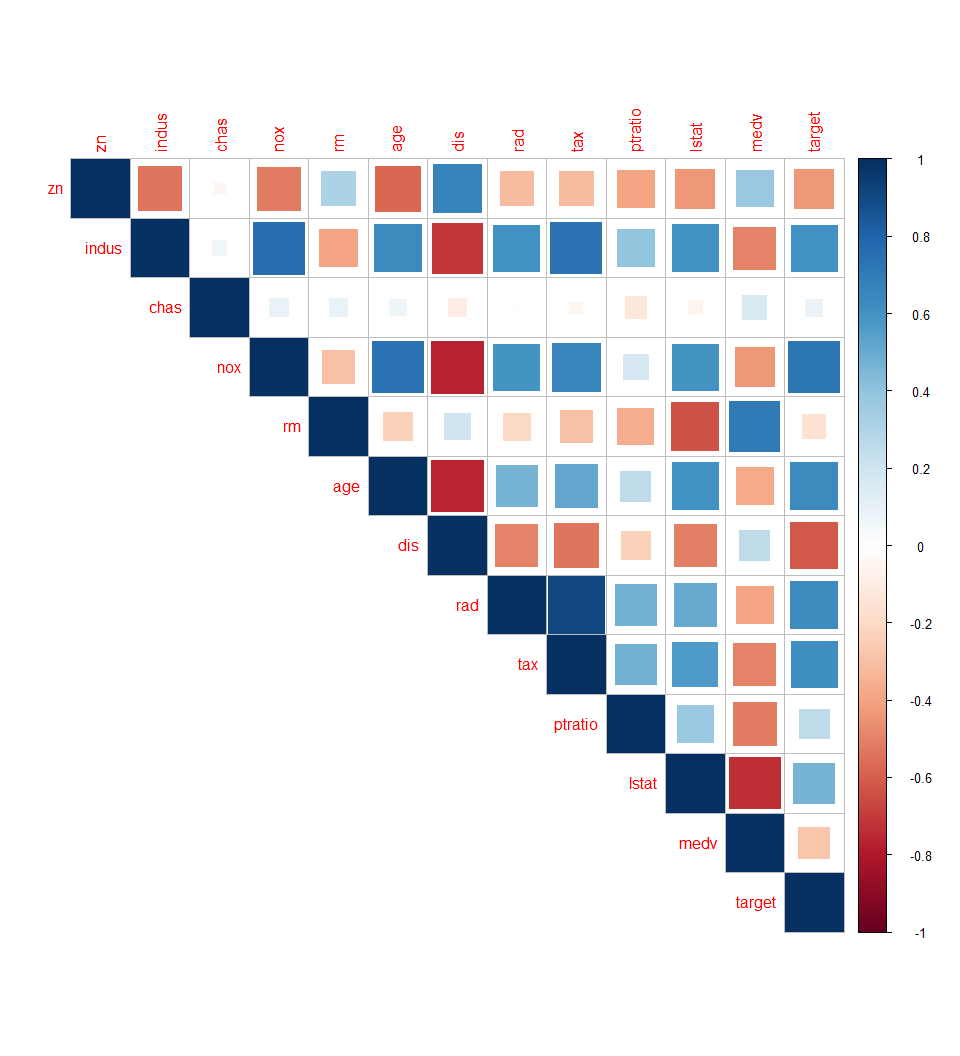 zn indus chas nox rm age dis rad tax ptratio lstat medv target
zn
indus
chas
nox
rm
age
dis
rad
tax
ptratio
lstat
medv
target
1
0.8
0.6
0.4
0.2
0
-0.2
-0.4
-0.6
-0.8
-1